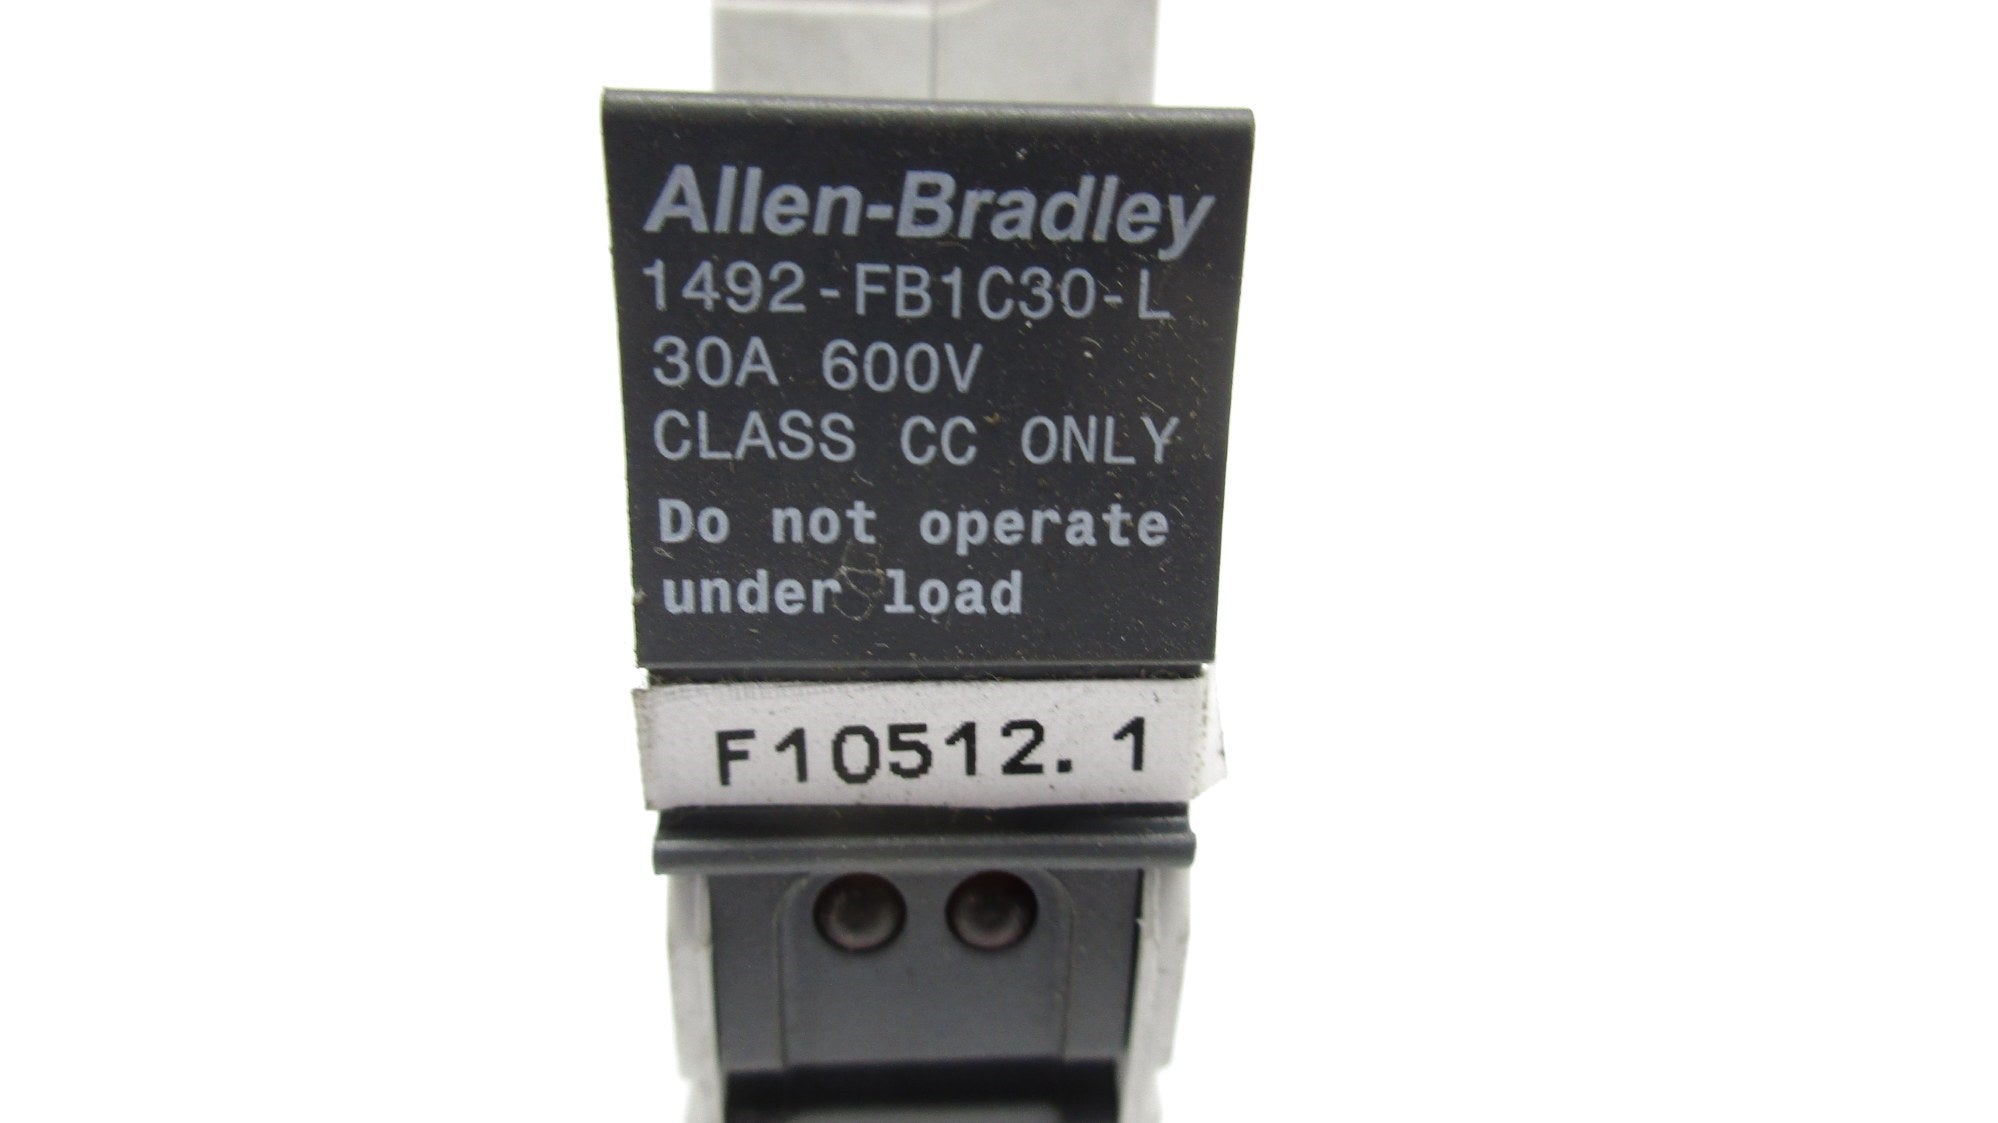 Allen-Bradley
1492-FB1C30-L
30A 600V
CLASS CC ONLY
Do not operate
under load
F10512.1